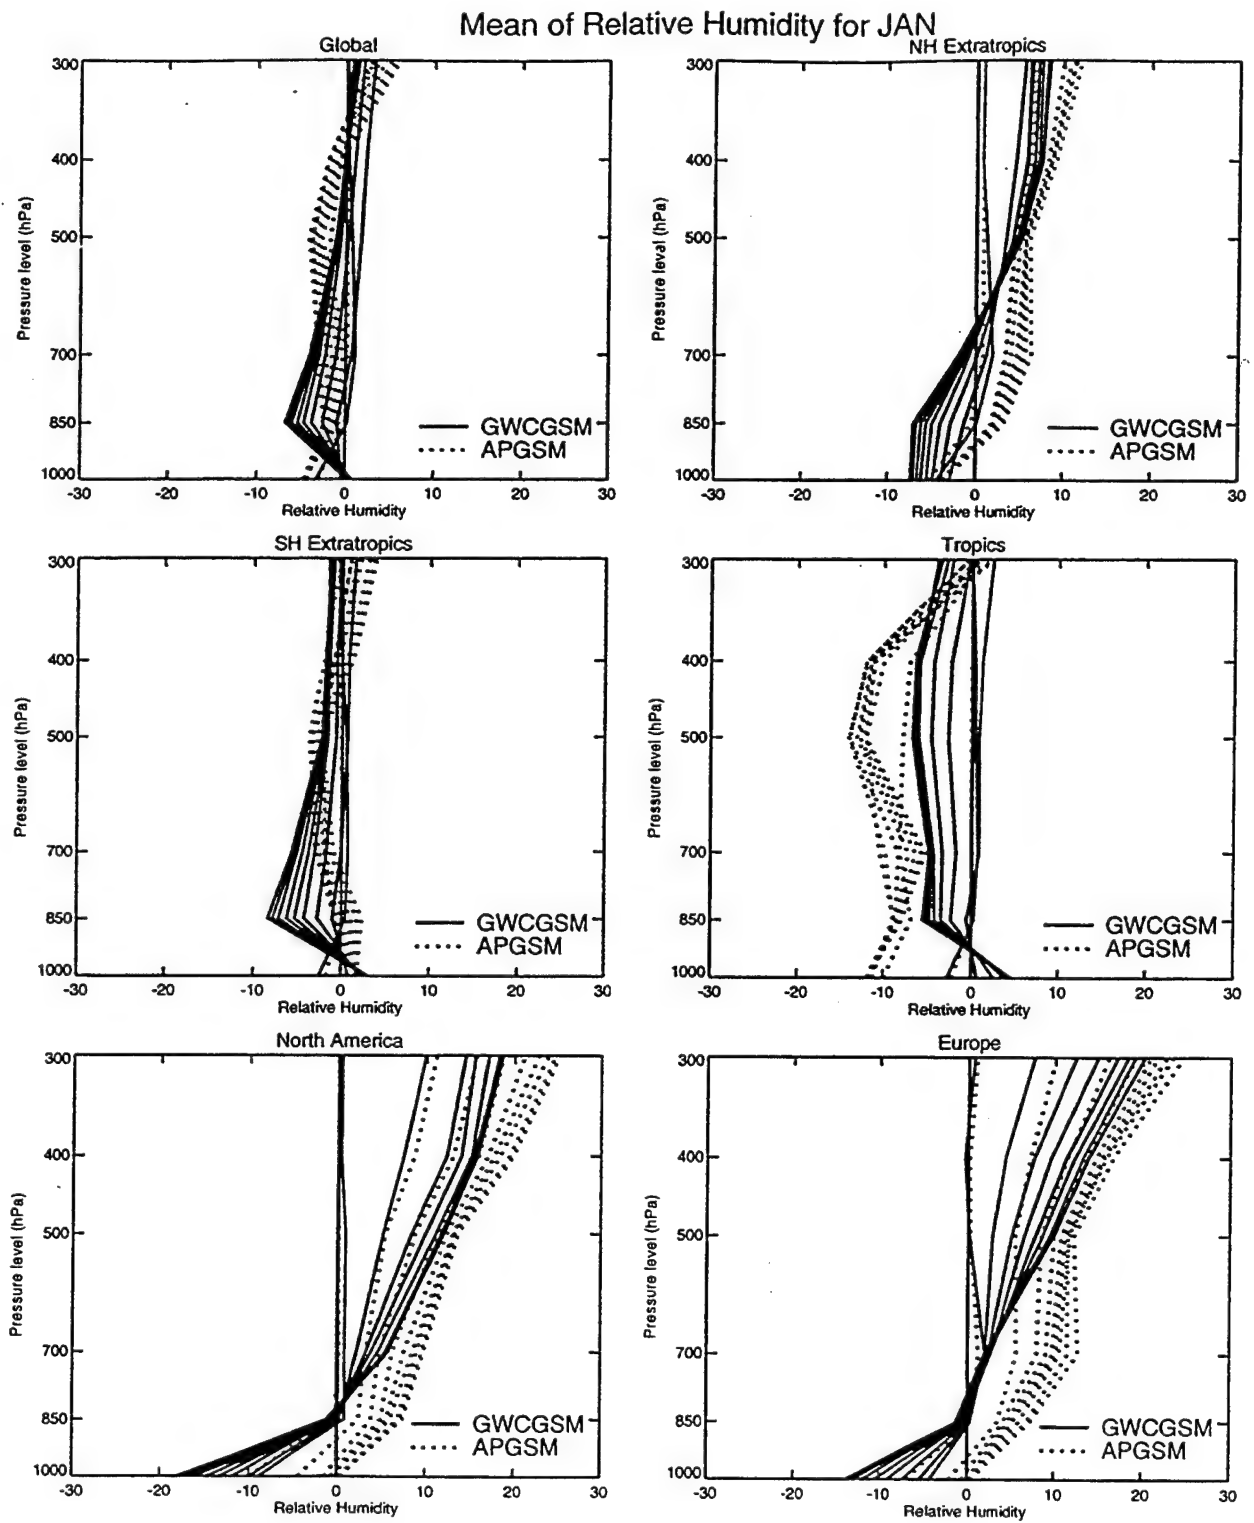 Mean of Relative Humidity for JAN
Global
300
400
500
700
850
1000
Pressure level (hPa)
GWCGSM
APGSM
-30 -20 -10 0 10 20 30
Relative Humidity
NH Extratropics
300
400
500
700
850
1000
Pressure level (hPa)
GWCGSM
APGSM
-30 -20 -10 0 10 20 30
Relative Humidity
SH Extratropics
300
400
500
700
850
1000
Pressure level (hPa)
GWCGSM
APGSM
-30 -20 -10 0 10 20 30
Relative Humidity
Tropics
300
400
500
700
850
1000
Pressure level (hPa)
GWCGSM
APGSM
-30 -20 -10 0 10 20 30
Relative Humidity
North America
300
400
500
700
850
1000
Pressure level (hPa)
GWCGSM
APGSM
-30 -20 -10 0 10 20 30
Relative Humidity
Europe
300
400
500
700
850
1000
Pressure level (hPa)
GWCGSM
APGSM
-30 -20 -10 0 10 20 30
Relative Humidity